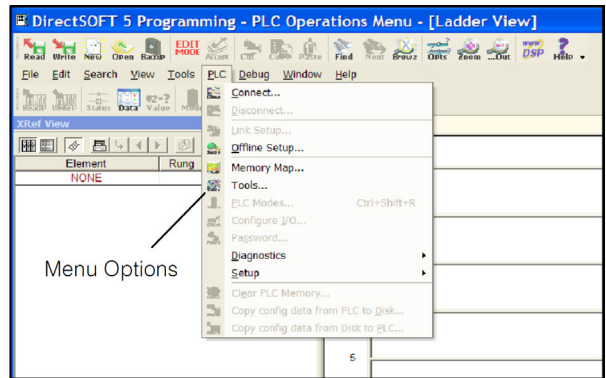 DirectSOFT 5 Programming - PLC Operations Menu - [Ladder View]
Read Write New Open Backup EDIT MODE Accept Cut Copy Paste Find Next Browz Opts Zoom ...Out www DSP Help
File Edit Search View Tools PLC Debug Window Help
Status Data Value Mode
XRef View
Element Rung
NONE
Connect...
Disconnect...
Link Setup...
Offline Setup...
Memory Map...
Tools...
PLC Modes... Ctrl+Shift+R
Configure I/O...
Password...
Diagnostics
Setup
Clear PLC Memory...
Copy config data from PLC to Disk...
Copy config data from Disk to PLC...
Menu Options
5